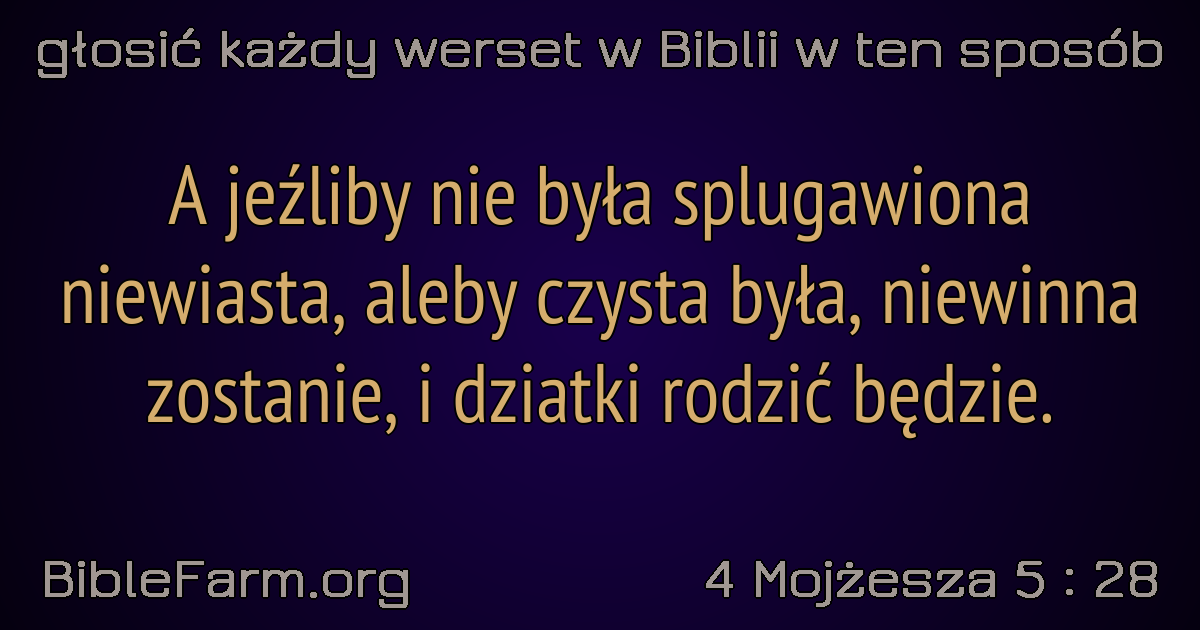 głosić każdy werset w Biblii w ten sposób
A jeźliby nie była splugawiona
niewiasta, aleby czysta była, niewinna
zostanie, i dziatki rodzić będzie.
BibleFarm.org
4 Mojżesza 5 : 28